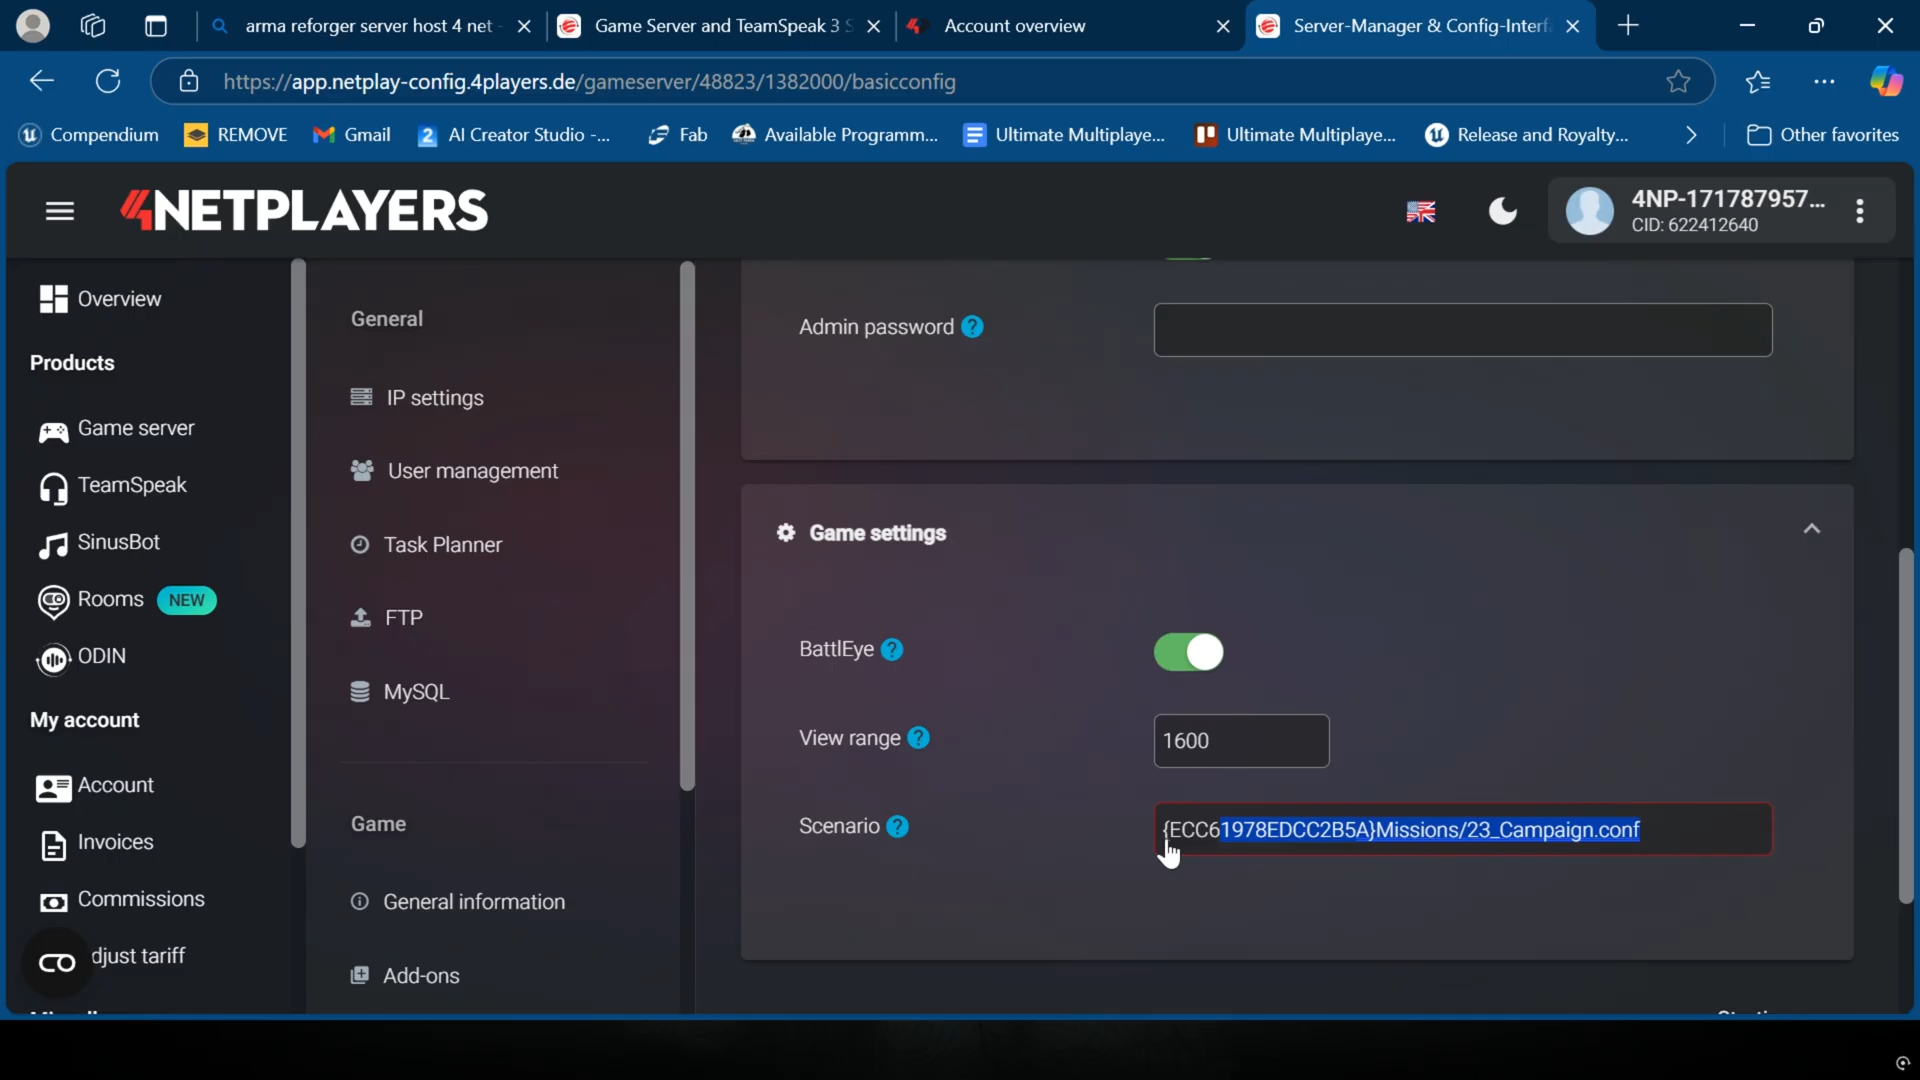 arma reforger server host 4 net
Game Server and TeamSpeak 3 S
Account overview
Server-Manager & Config-Interf
https://app.netplay-config.4players.de/gameserver/48823/1382000/basicconfig
Compendium
REMOVE
Gmail
AI Creator Studio -...
Fab
Available Programm...
Ultimate Multiplaye...
Ultimate Multiplaye...
Release and Royalty...
Other favorites
4NETPLAYERS
4NP-171787957...
CID: 622412640
Overview
Products
Game server
TeamSpeak
SinusBot
Rooms NEW
ODIN
My account
Account
Invoices
Commissions
djust tariff
General
IP settings
User management
Task Planner
FTP
MySQL
Game
General information
Add-ons
Admin password ?
Game settings
BattlEye ?
View range ? 1600
Scenario ? {ECC61978EDCC2B5A}Missions/23_Campaign.conf